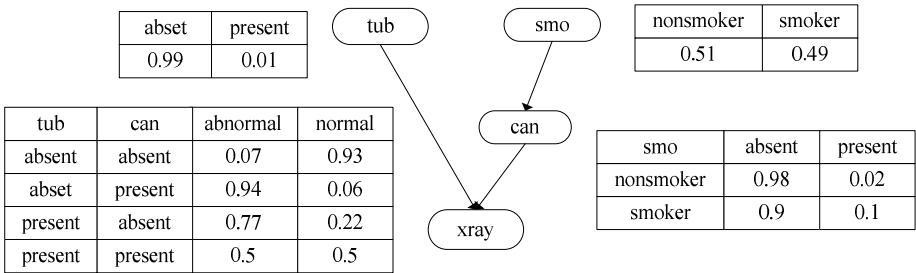 abset present
0.99 0.01
tub
smo
nonsmoker smoker
0.51 0.49
tub can abnormal normal
absent absent 0.07 0.93
abset present 0.94 0.06
present absent 0.77 0.22
present present 0.5 0.5
can
xray
smo absent present
nonsmoker 0.98 0.02
smoker 0.9 0.1